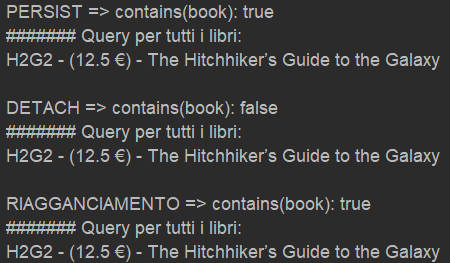 PERSIST => contains(book): true
####### Query per tutti i libri:
H2G2 - (12.5 €) - The Hitchhiker’s Guide to the Galaxy
DETACH => contains(book): false
####### Query per tutti i libri:
H2G2 - (12.5 €) - The Hitchhiker’s Guide to the Galaxy
RIAGGANCIAMENTO => contains(book): true
####### Query per tutti i libri:
H2G2 - (12.5 €) - The Hitchhiker’s Guide to the Galaxy